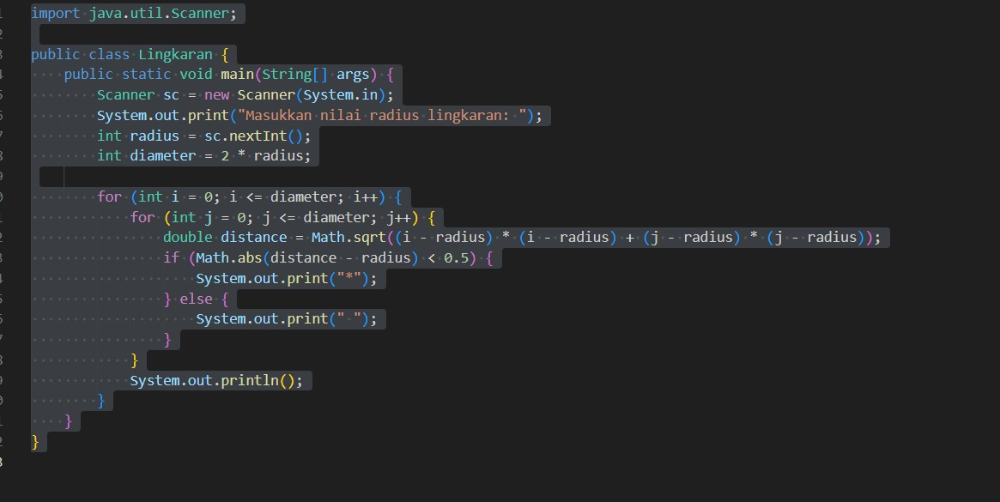 import java.util.Scanner;
public class Lingkaran {
public static void main(String[] args) {
Scanner sc = new Scanner(System.in);
System.out.print("Masukkan nilai radius lingkaran: ");
int radius = sc.nextInt();
int diameter = 2 * radius;
for (int i = 0; i <= diameter; i++) {
for (int j = 0; j <= diameter; j++) {
double distance = Math.sqrt((i - radius) * (i - radius) + (j - radius) * (j - radius));
if (Math.abs(distance - radius) < 0.5) {
System.out.print("*");
} else {
System.out.print(" ");
}
}
System.out.println();
}
}
}